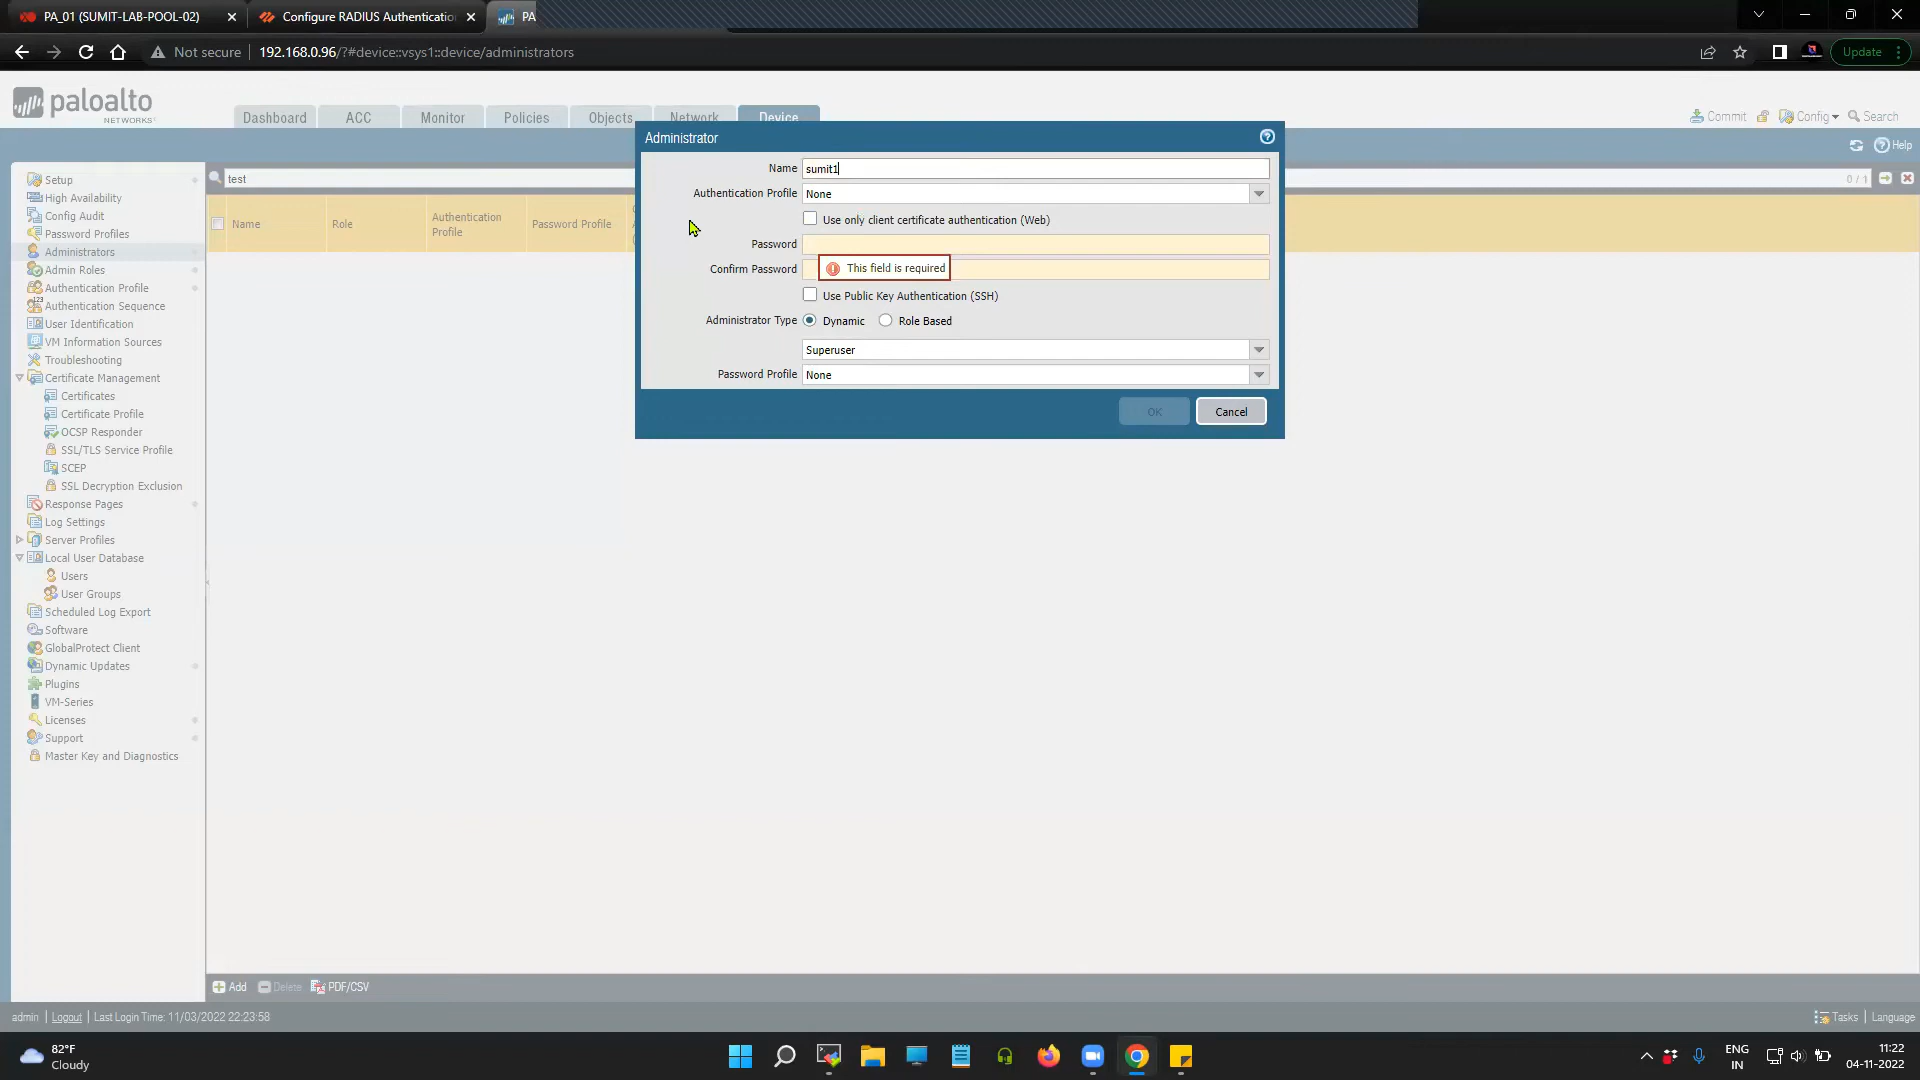 PA_01 (SUMIT-LAB-POOL-02)
Configure RADIUS Authenticatio
PA
Not secure
192.168.0.96/?#device::vsys1::device/administrators
Update
paloalto
NETWORKS
Dashboard
ACC
Monitor
Policies
Objects
Network
Device
Commit
Config
Search
Help
Setup
High Availability
Config Audit
Password Profiles
Administrators
Admin Roles
Authentication Profile
Authentication Sequence
User Identification
VM Information Sources
Troubleshooting
Certificate Management
Certificates
Certificate Profile
OCSP Responder
SSL/TLS Service Profile
SCEP
SSL Decryption Exclusion
Response Pages
Log Settings
Server Profiles
Local User Database
Users
User Groups
Scheduled Log Export
Software
GlobalProtect Client
Dynamic Updates
Plugins
VM-Series
Licenses
Support
Master Key and Diagnostics
test
0 / 1
Name
Role
Authentication
Profile
Password Profile
Administrator
Name
sumit1
Authentication Profile
None
Use only client certificate authentication (Web)
Password
Confirm Password
This field is required
Use Public Key Authentication (SSH)
Administrator Type
Dynamic
Role Based
Superuser
Password Profile
None
OK
Cancel
Add
Delete
PDF/CSV
admin | Logout | Last Login Time: 11/03/2022 22:23:58
Tasks | Language
82°F
Cloudy
ENG
IN
11:22
04-11-2022